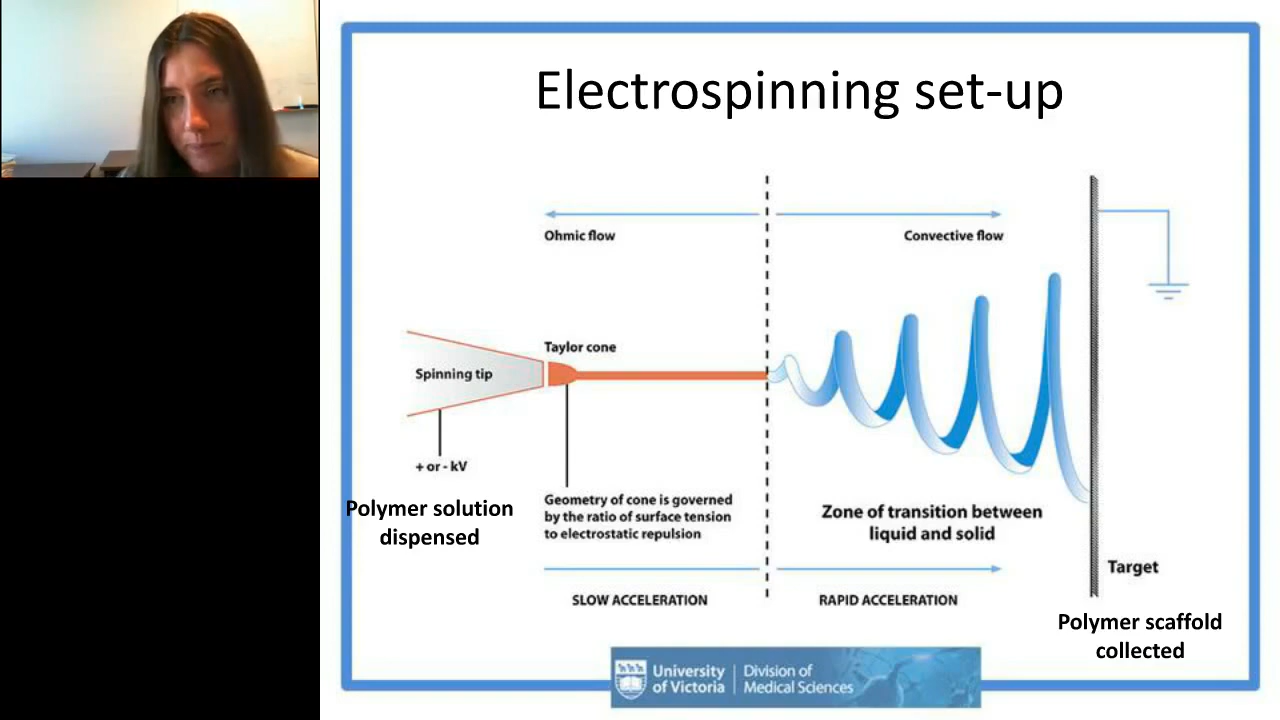 Electrospinning set-up
Ohmic flow
Convective flow
Taylor cone
Spinning tip
+ or - kV
Polymer solution
dispensed
Geometry of cone is governed
by the ratio of surface tension
to electrostatic repulsion
Zone of transition between
liquid and solid
Target
SLOW ACCELERATION
RAPID ACCELERATION
Polymer scaffold
collected
University
of Victoria
Division of
Medical Sciences